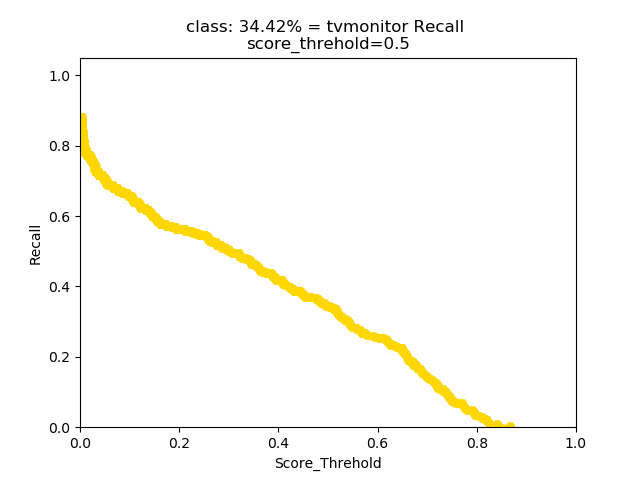 class: 34.42% = tvmonitor Recall
score_threhold=0.5
1.0
0.8
0.6
0.4
0.2
0.0
Recall
0.0 0.2 0.4 0.6 0.8 1.0
Score_Threhold